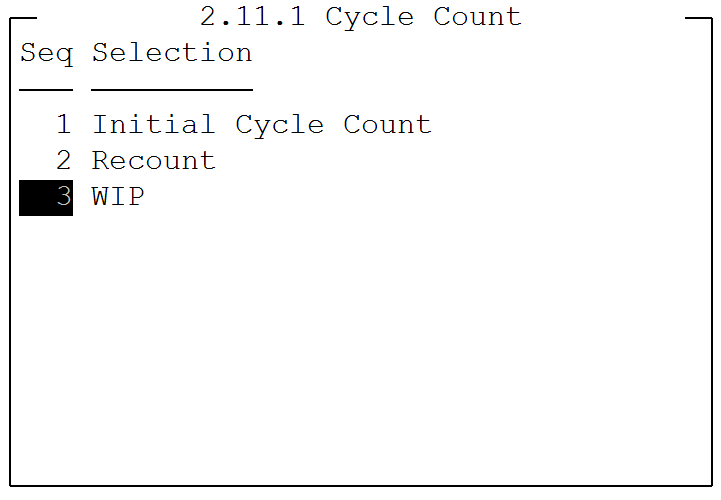 2.11.1 Cycle Count
Seq Selection
1 Initial Cycle Count
2 Recount
3 WIP